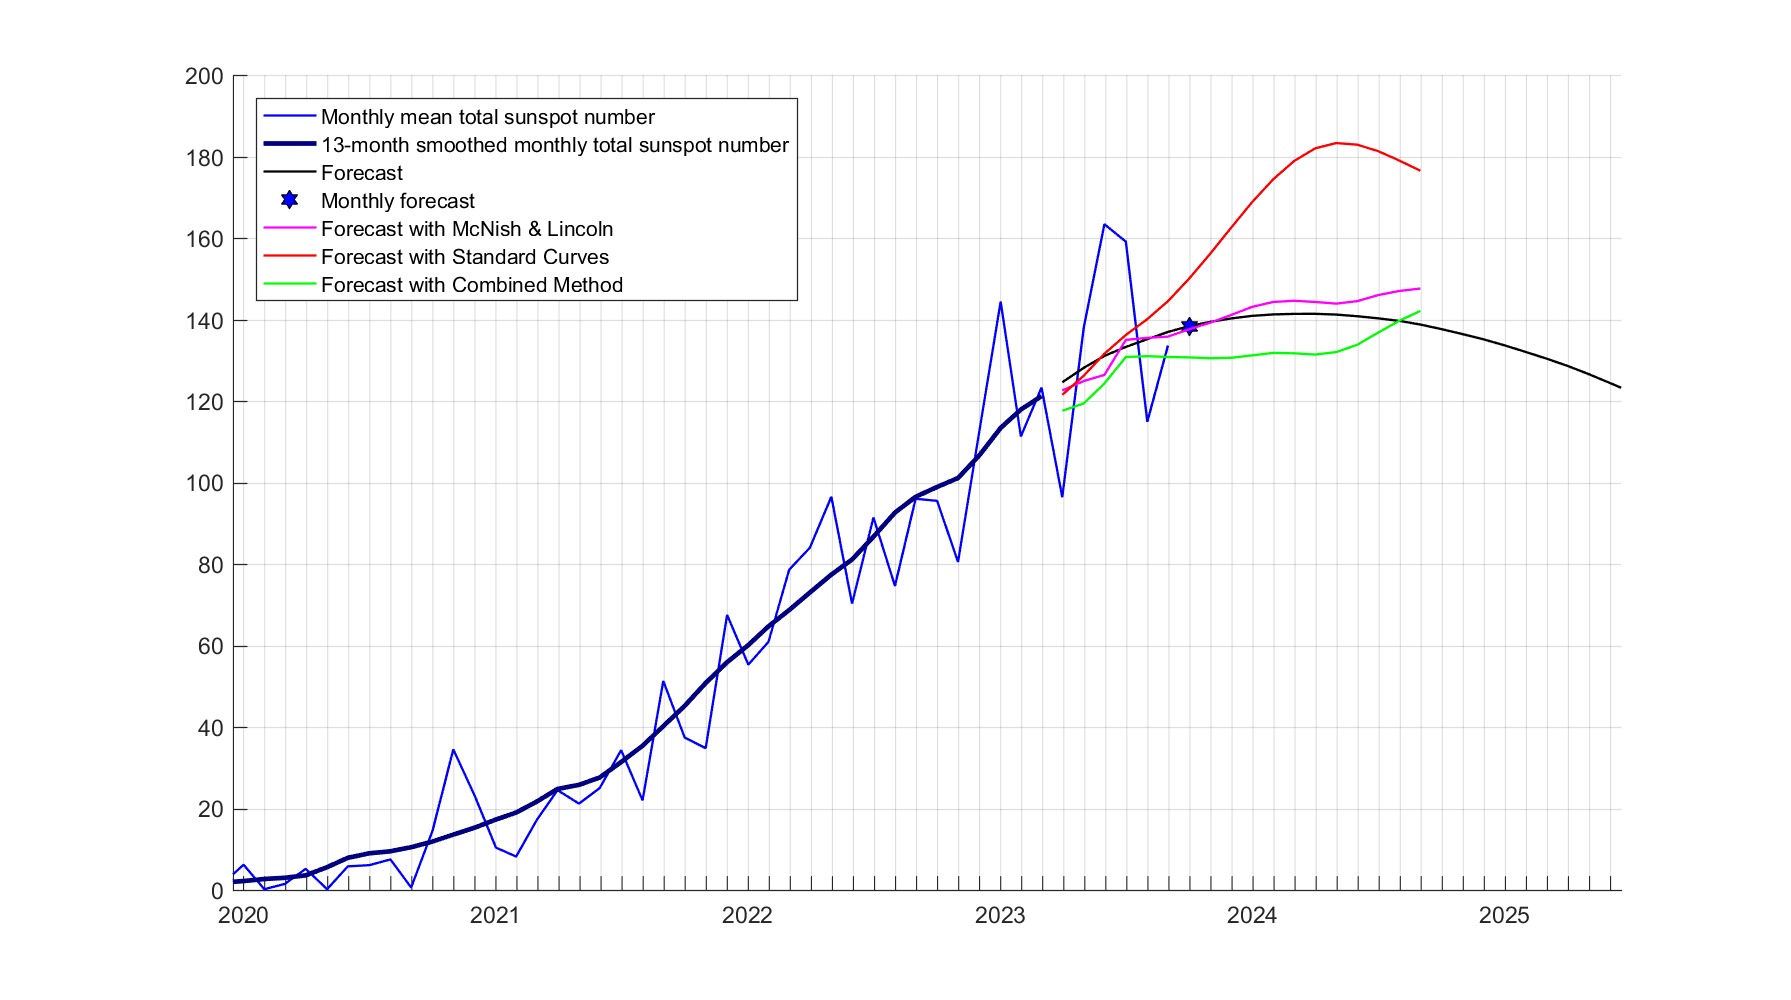 200
180
160
140
120
100
80
60
40
20
0
Monthly mean total sunspot number
13-month smoothed monthly total sunspot number
Forecast
Monthly forecast
Forecast with McNish & Lincoln
Forecast with Standard Curves
Forecast with Combined Method
2020 2021 2022 2023 2024 2025